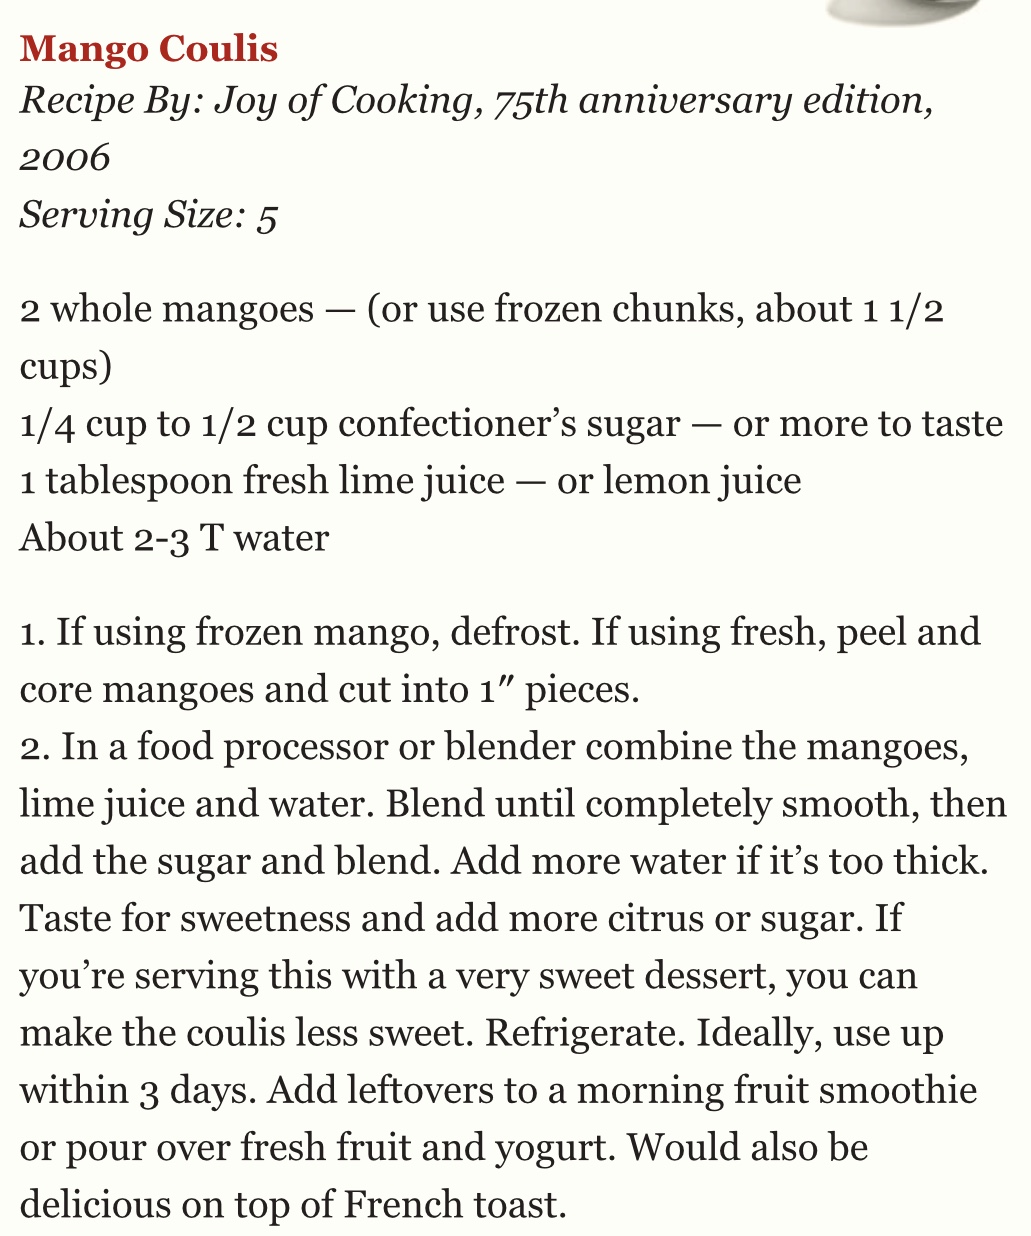 Mango Coulis
Recipe By: Joy of Cooking, 75th anniversary edition,
2006
Serving Size: 5
2 whole mangoes — (or use frozen chunks, about 1 1/2
cups)
1/4 cup to 1/2 cup confectioner’s sugar — or more to taste
1 tablespoon fresh lime juice — or lemon juice
About 2-3 T water
1. If using frozen mango, defrost. If using fresh, peel and
core mangoes and cut into 1″ pieces.
2. In a food processor or blender combine the mangoes,
lime juice and water. Blend until completely smooth, then
add the sugar and blend. Add more water if it’s too thick.
Taste for sweetness and add more citrus or sugar. If
you’re serving this with a very sweet dessert, you can
make the coulis less sweet. Refrigerate. Ideally, use up
within 3 days. Add leftovers to a morning fruit smoothie
or pour over fresh fruit and yogurt. Would also be
delicious on top of French toast.